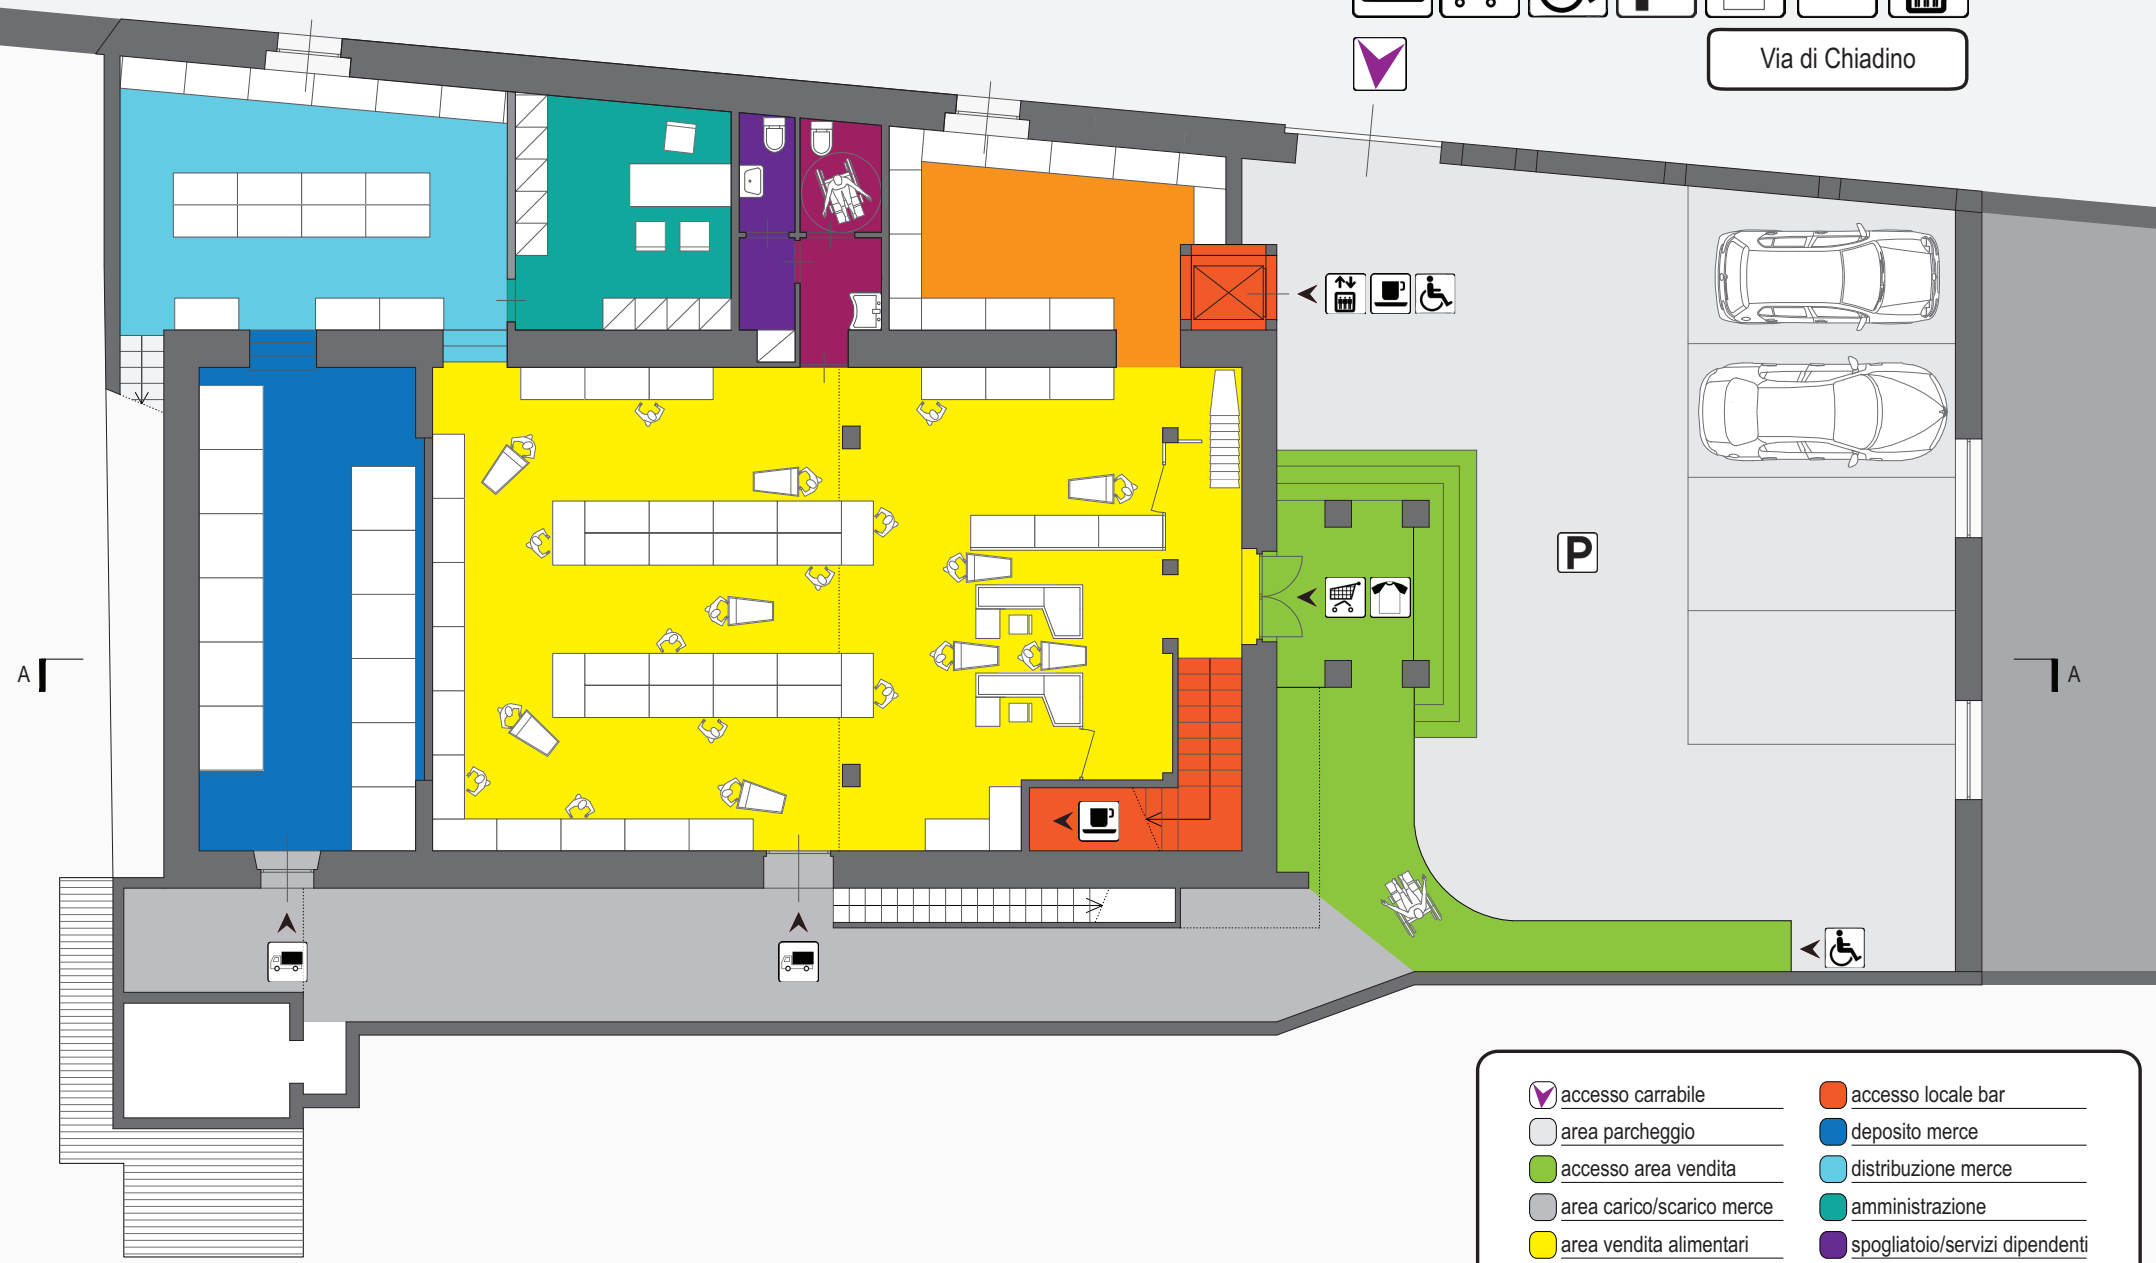 Via di Chiadino
P
A
A
accesso carrabile
accesso locale bar
area parcheggio
deposito merce
accesso area vendita
distribuzione merce
area carico/scarico merce
amministrazione
area vendita alimentari
spogliatoio/servizi dipendenti